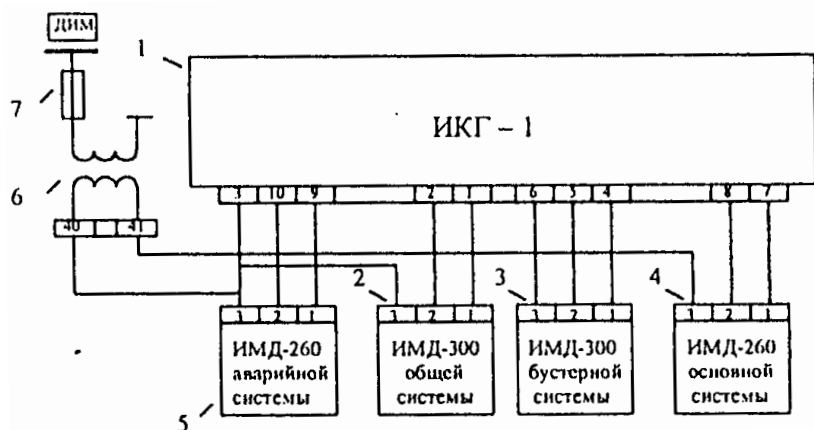 ДИМ
1
7
ИКГ – 1
3 10 9 2 1 6 5 4 8 7
6
40 41
2
3
4
3 2 1
3 2 1
3 2 1
3 2 1
ИМД-260
аварийной
системы
ИМД-300
общей
системы
ИМД-300
бустерной
системы
ИМД-260
основной
системы
5